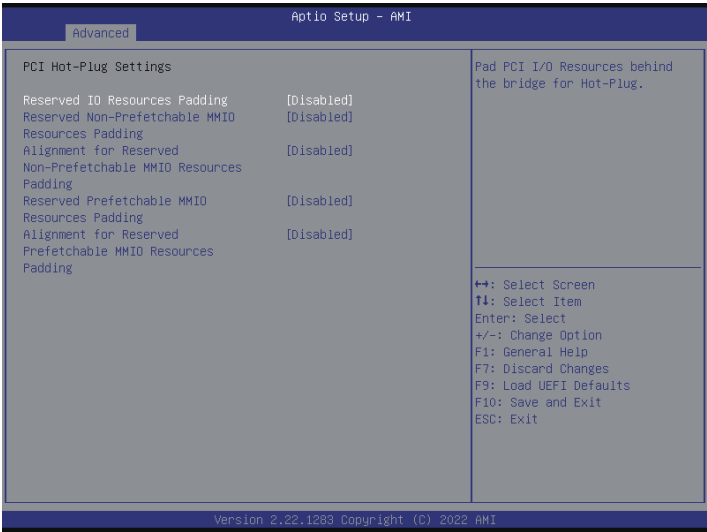 Aptio Setup – AMI
Advanced
PCI Hot-Plug Settings
Reserved IO Resources Padding [Disabled]
Reserved Non-Prefetchable MMIO [Disabled]
Resources Padding
Alignment for Reserved [Disabled]
Non-Prefetchable MMIO Resources
Padding
Reserved Prefetchable MMIO [Disabled]
Resources Padding
Alignment for Reserved [Disabled]
Prefetchable MMIO Resources
Padding
Pad PCI I/O Resources behind
the bridge for Hot-Plug.
↔: Select Screen
↑↓: Select Item
Enter: Select
+/-: Change Option
F1: General Help
F7: Discard Changes
F9: Load UEFI Defaults
F10: Save and Exit
ESC: Exit
Version 2.22.1283 Copyright (C) 2022 AMI